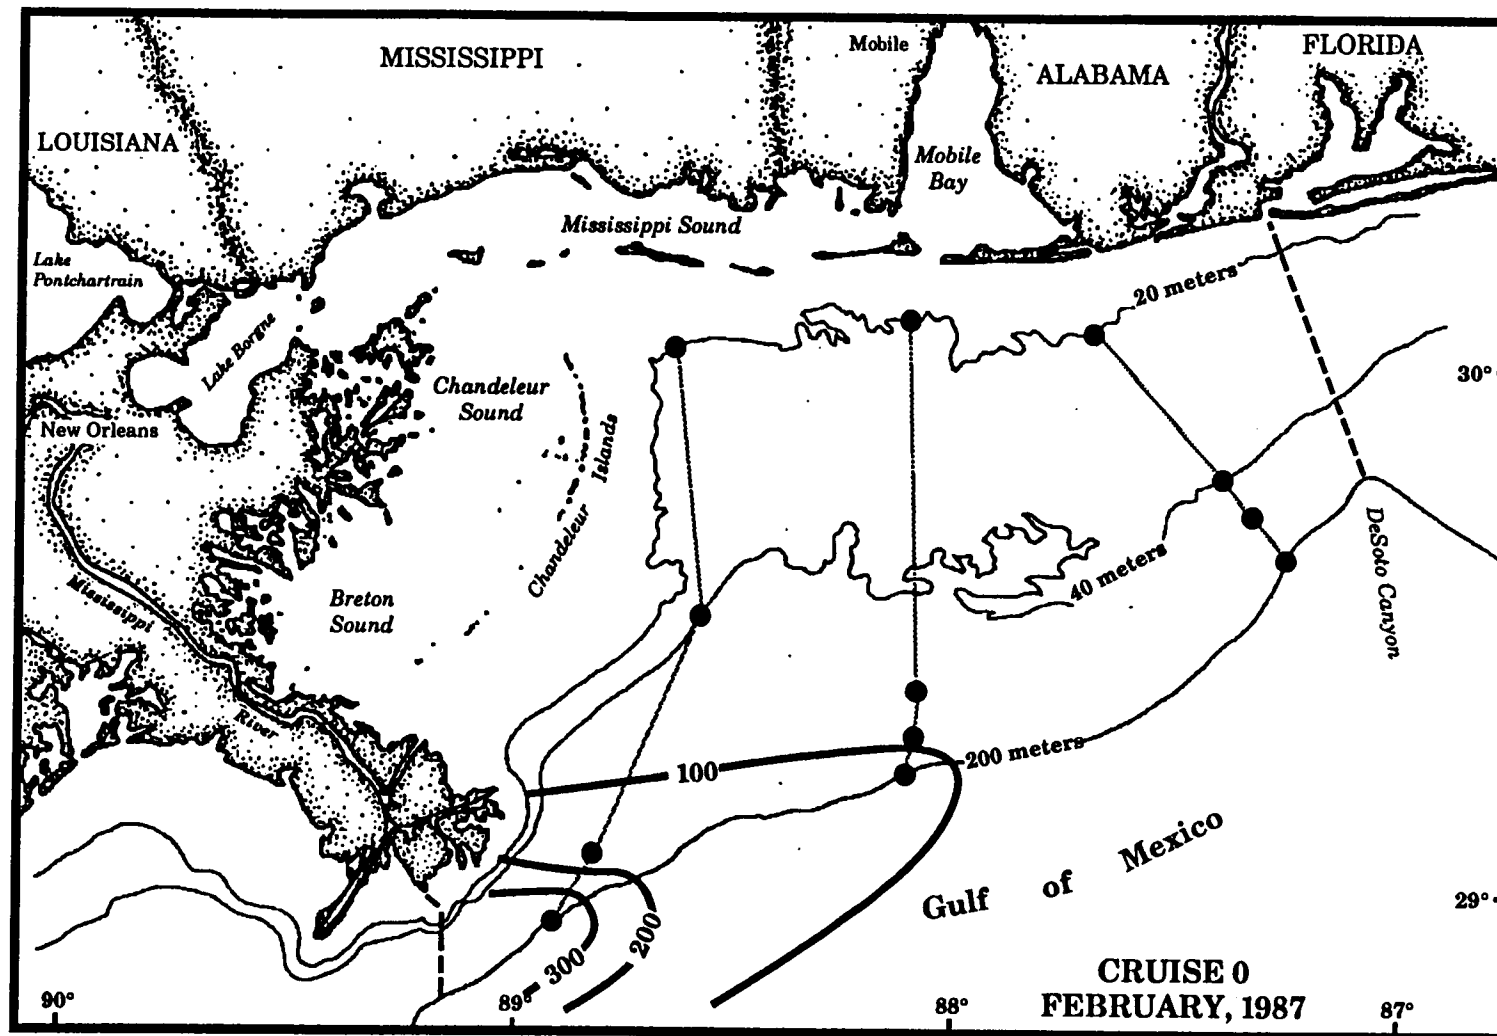 MISSISSIPPI
Mobile
FLORIDA
ALABAMA
LOUISIANA
Mobile
Bay
Mississippi Sound
Lake
Pontchartrain
20 meters
Lake Borgne
30°
Chandeleur
Sound
New Orleans
Chandeleur Islands
DeSoto Canyon
40 meters
Mississippi River
Breton
Sound
200 meters
100
Gulf of Mexico
29°
200
300
CRUISE 0
FEBRUARY, 1987
90°
89°
88°
87°